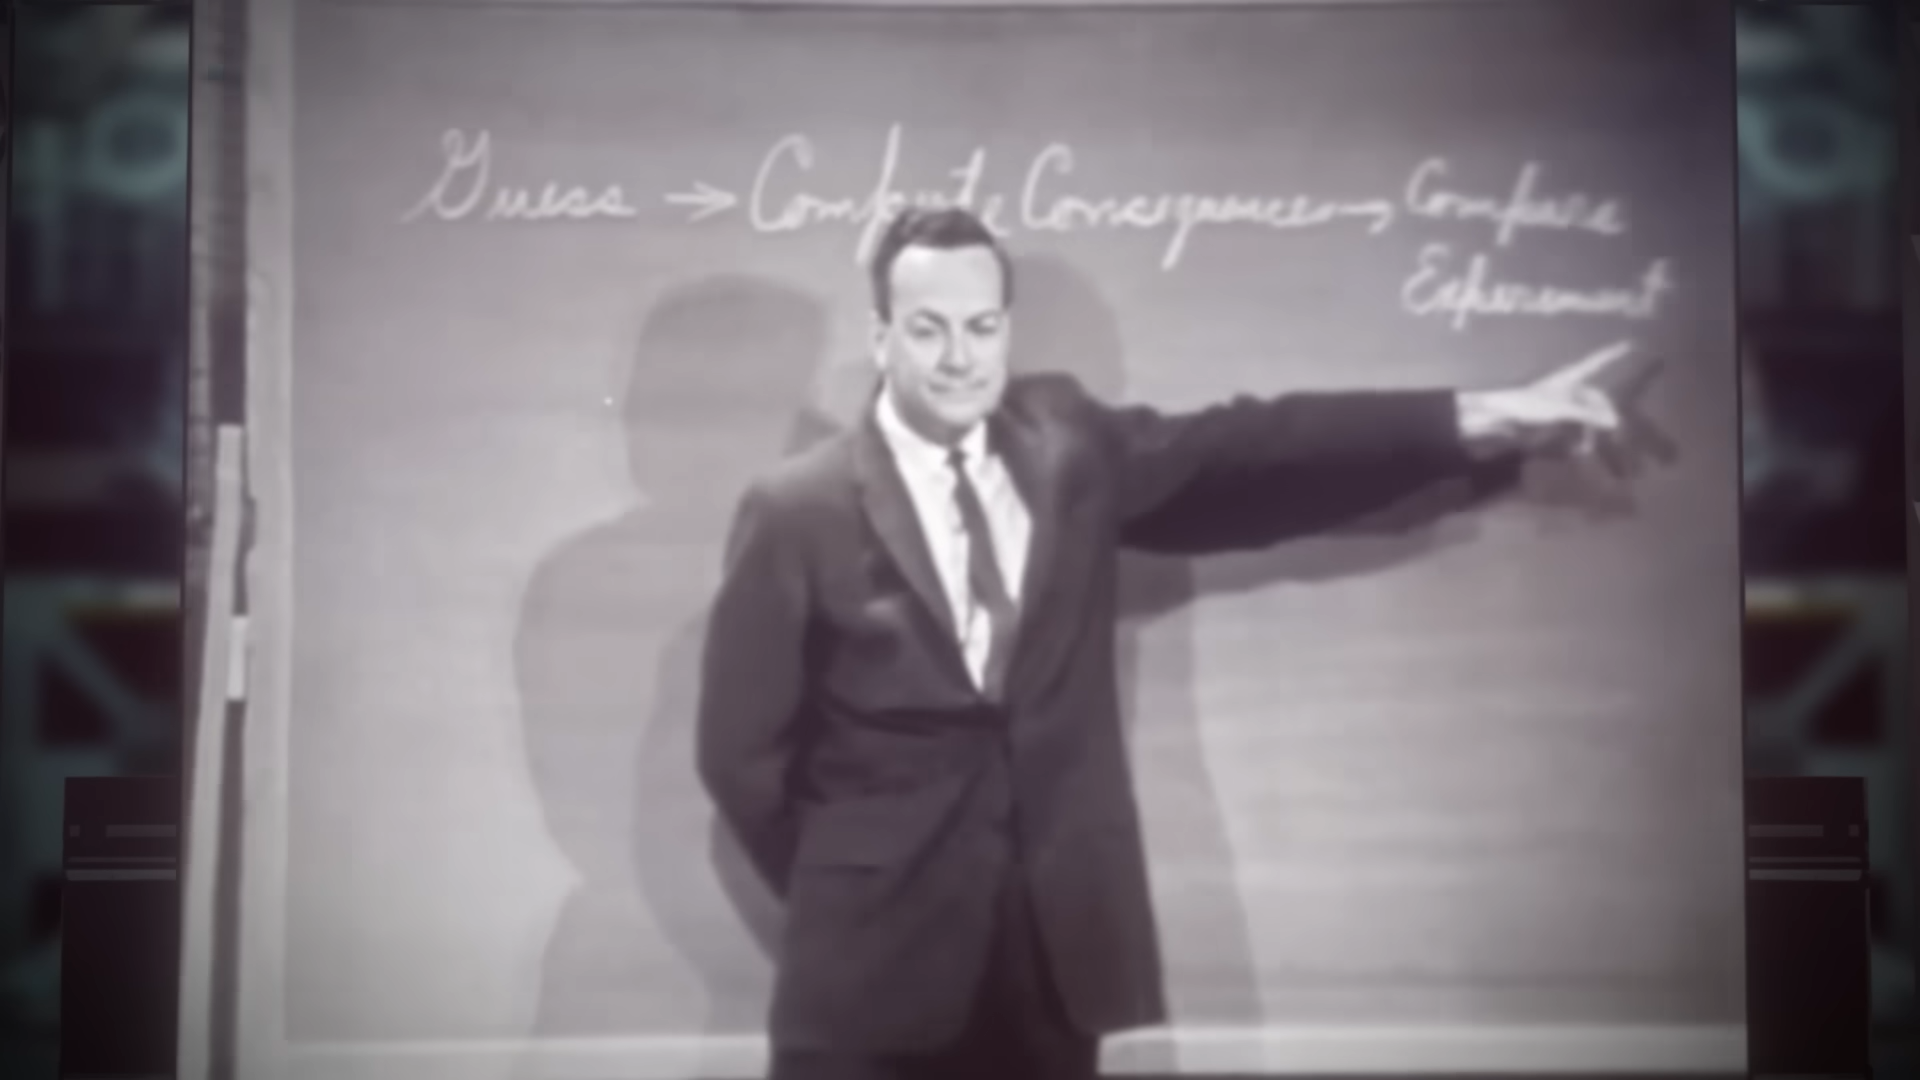 Guess → Compute Consequences → Compare
Experiment